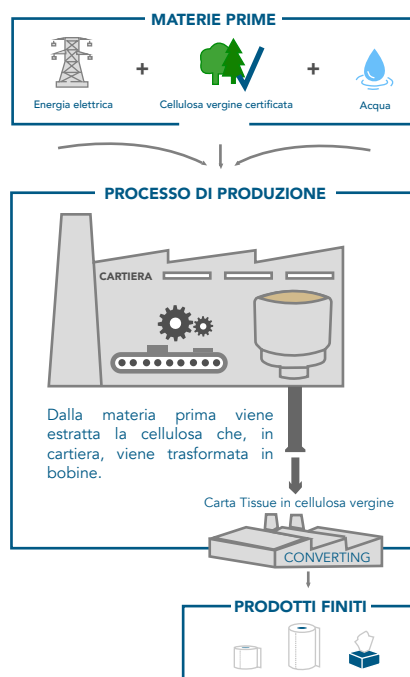 MATERIE PRIME
+
+
Energia elettrica
Cellulosa vergine certificata
Acqua
PROCESSO DI PRODUZIONE
CARTIERA
Dalla materia prima viene
estratta la cellulosa che, in
cartiera, viene trasformata in
bobine.
Carta Tissue in cellulosa vergine
CONVERTING
PRODOTTI FINITI